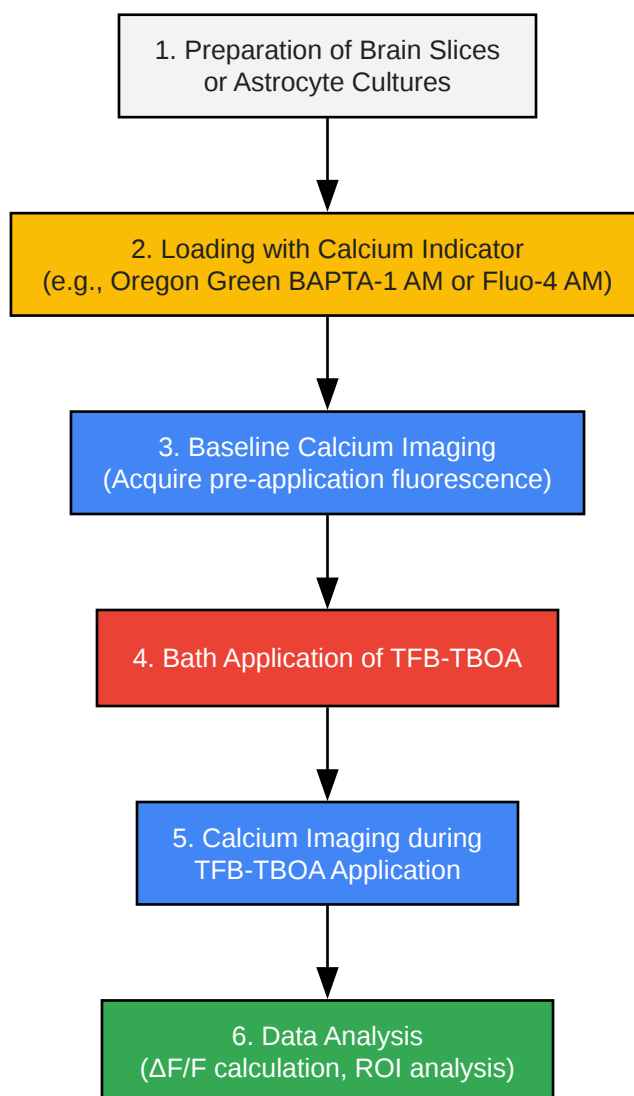 1. Preparation of Brain Slices
or Astrocyte Cultures
2. Loading with Calcium Indicator
(e.g., Oregon Green BAPTA-1 AM or Fluo-4 AM)
3. Baseline Calcium Imaging
(Acquire pre-application fluorescence)
4. Bath Application of TFB-TBOA
5. Calcium Imaging during
TFB-TBOA Application
6. Data Analysis
(ΔF/F calculation, ROI analysis)